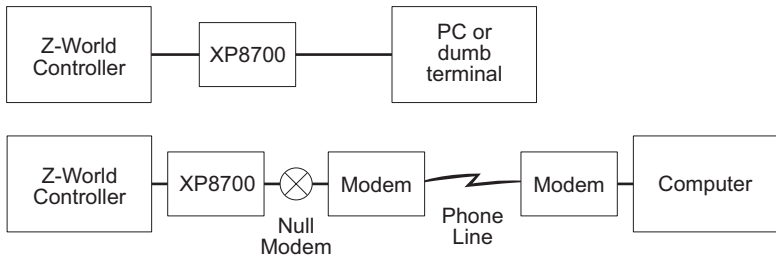 Z-World
Controller
XP8700
PC or
dumb
terminal
Z-World
Controller
XP8700
Null
Modem
Modem
Phone
Line
Modem
Computer